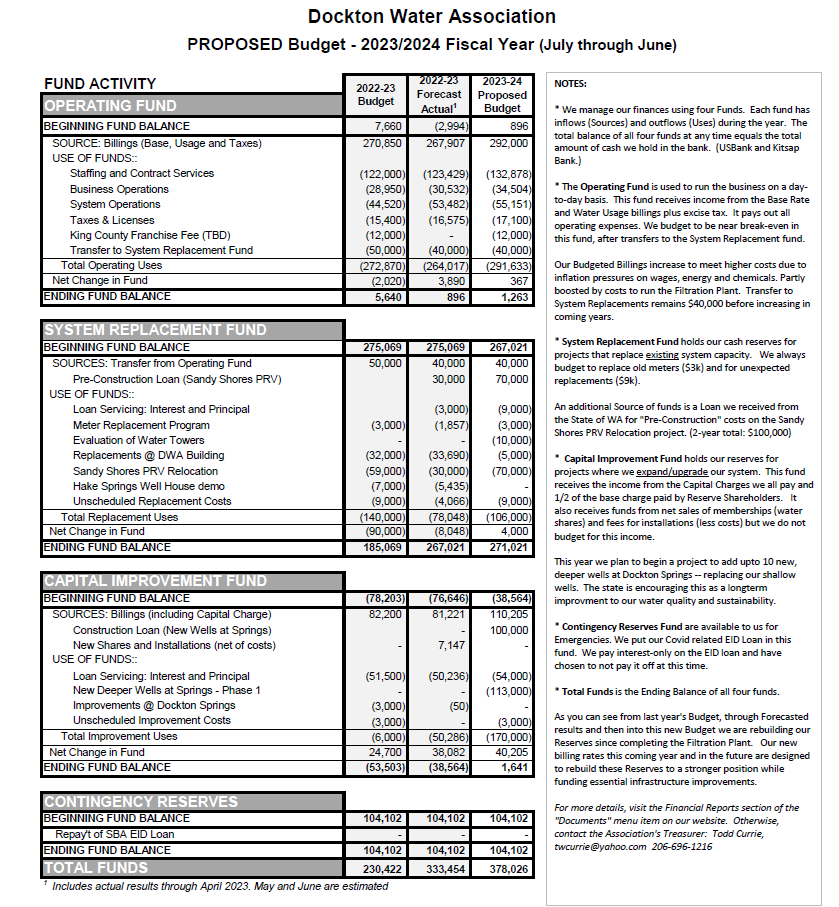 Dockton Water Association
PROPOSED Budget - 2023/2024 Fiscal Year (July through June)
FUND ACTIVITY 2022-23 Budget 2022-23 Forecast Actual¹ 2023-24 Proposed Budget
OPERATING FUND
BEGINNING FUND BALANCE 7,660 (2,994) 896
SOURCE: Billings (Base, Usage and Taxes) 270,850 267,907 292,000
USE OF FUNDS::
Staffing and Contract Services (122,000) (123,429) (132,878)
Business Operations (28,950) (30,532) (34,504)
System Operations (44,520) (53,482) (55,151)
Taxes & Licenses (15,400) (16,575) (17,100)
King County Franchise Fee (TBD) (12,000) - (12,000)
Transfer to System Replacement Fund (50,000) (40,000) (40,000)
Total Operating Uses (272,870) (264,017) (291,633)
Net Change in Fund (2,020) 3,890 367
ENDING FUND BALANCE 5,640 896 1,263
SYSTEM REPLACEMENT FUND
BEGINNING FUND BALANCE 275,069 275,069 267,021
SOURCES: Transfer from Operating Fund 50,000 40,000 40,000
Pre-Construction Loan (Sandy Shores PRV) 30,000 70,000
USE OF FUNDS::
Loan Servicing: Interest and Principal (3,000) (9,000)
Meter Replacement Program (3,000) (1,857) (3,000)
Evaluation of Water Towers - - (10,000)
Replacements @ DWA Building (32,000) (33,690) (5,000)
Sandy Shores PRV Relocation (59,000) (30,000) (70,000)
Hake Springs Well House demo (7,000) (5,435) -
Unscheduled Replacement Costs (9,000) (4,066) (9,000)
Total Replacement Uses (140,000) (78,048) (106,000)
Net Change in Fund (90,000) (8,048) 4,000
ENDING FUND BALANCE 185,069 267,021 271,021
CAPITAL IMPROVEMENT FUND
BEGINNING FUND BALANCE (78,203) (76,646) (38,564)
SOURCES: Billings (including Capital Charge) 82,200 81,221 110,205
Construction Loan (New Wells at Springs) - 100,000
New Shares and Installations (net of costs) - 7,147 -
USE OF FUNDS::
Loan Servicing: Interest and Principal (51,500) (50,236) (54,000)
New Deeper Wells at Springs - Phase 1 - - (113,000)
Improvements @ Dockton Springs (3,000) (50) -
Unscheduled Improvement Costs (3,000) - (3,000)
Total Improvement Uses (6,000) (50,286) (170,000)
Net Change in Fund 24,700 38,082 40,205
ENDING FUND BALANCE (53,503) (38,564) 1,641
CONTINGENCY RESERVES
BEGINNING FUND BALANCE 104,102 104,102 104,102
Repay't of SBA EID Loan - - -
ENDING FUND BALANCE 104,102 104,102 104,102
TOTAL FUNDS 230,422 333,454 378,026
¹ Includes actual results through April 2023. May and June are estimated
NOTES:
* We manage our finances using four Funds. Each fund has
inflows (Sources) and outflows (Uses) during the year. The
total balance of all four funds at any time equals the total
amount of cash we hold in the bank. (USBank and Kitsap
Bank.)
* The Operating Fund is used to run the business on a day-
to-day basis. This fund receives income from the Base Rate
and Water Usage billings plus excise tax. It pays out all
operating expenses. We budget to be near break-even in
this fund, after transfers to the System Replacement fund.
Our Budgeted Billings increase to meet higher costs due to
inflation pressures on wages, energy and chemicals. Partly
boosted by costs to run the Filtration Plant. Transfer to
System Replacements remains $40,000 before increasing in
coming years.
* System Replacement Fund holds our cash reserves for
projects that replace existing system capacity. We always
budget to replace old meters ($3k) and for unexpected
replacements ($9k).
An additional Source of funds is a Loan we received from
the State of WA for "Pre-Construction" costs on the Sandy
Shores PRV Relocation project. (2-year total: $100,000)
* Capital Improvement Fund holds our reserves for
projects where we expand/upgrade our system. This fund
receives the income from the Capital Charges we all pay and
1/2 of the base charge paid by Reserve Shareholders. It
also receives funds from net sales of memberships (water
shares) and fees for installations (less costs) but we do not
budget for this income.
This year we plan to begin a project to add upto 10 new,
deeper wells at Dockton Springs -- replacing our shallow
wells. The state is encouraging this as a longterm
improvment to our water quality and sustainability.
* Contingency Reserves Fund are available to us for
Emergencies. We put our Covid related EID Loan in this
fund. We pay interest-only on the EID loan and have
chosen to not pay it off at this time.
* Total Funds is the Ending Balance of all four funds.
As you can see from last year's Budget, through Forecasted
results and then into this new Budget we are rebuilding our
Reserves since completing the Filtration Plant. Our new
billing rates this coming year and in the future are designed
to rebuild these Reserves to a stronger position while
funding essential infrastructure improvements.
For more details, visit the Financial Reports section of the
"Documents" menu item on our website. Otherwise,
contact the Association's Treasurer: Todd Currie,
twcurrie@yahoo.com 206-696-1216